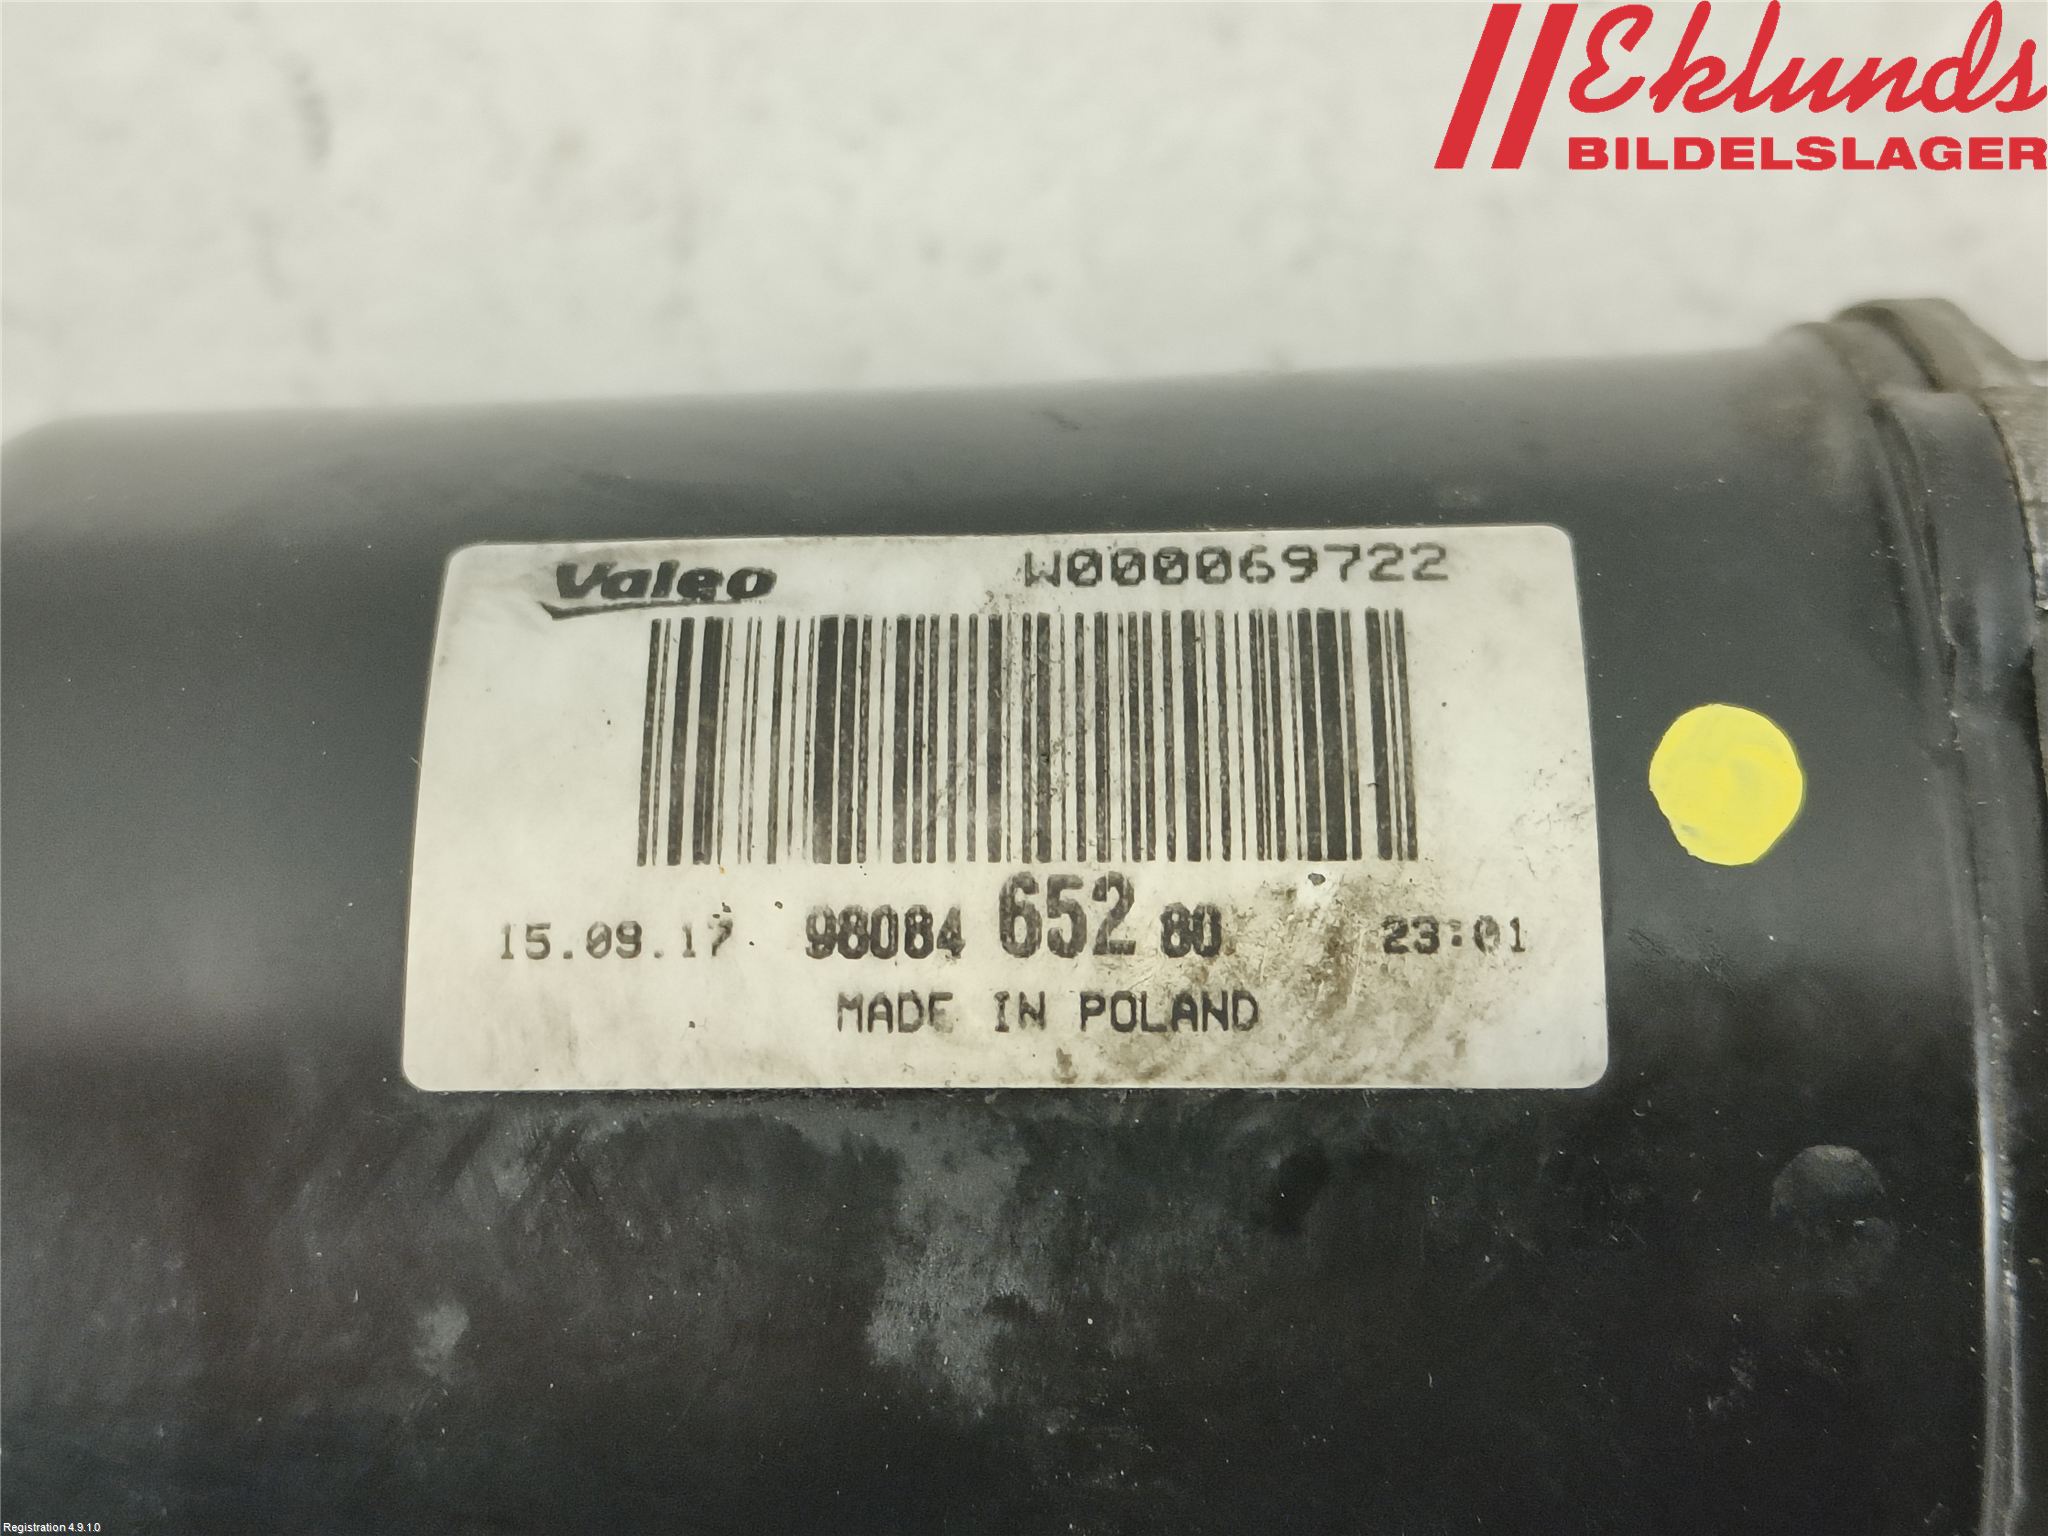 Eklunds
BILDELSLAGER
Valeo W000069722
15.09.17 98084 652 80 23:01
MADE IN POLAND
Registration 4.9.1.0